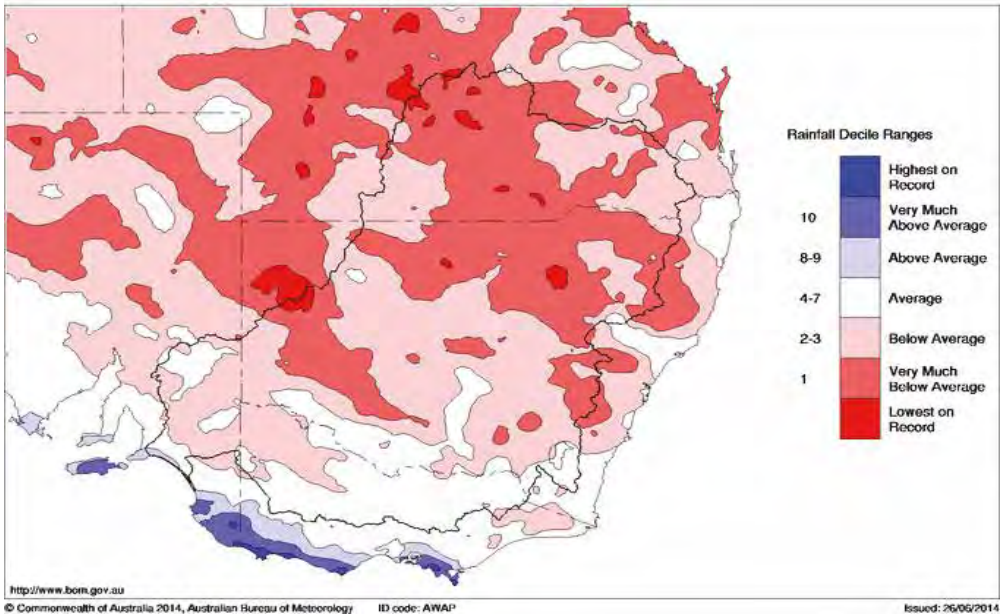 Rainfall Decile Ranges
Highest on
Record
10
Very Much
Above Average
8-9
Above Average
4-7
Average
2-3
Below Average
1
Very Much
Below Average
Lowest on
Record
http://www.bom.gov.au
© Commonwealth of Australia 2014, Australian Bureau of Meteorology
ID code: AWAP
Issued: 26/06/2014